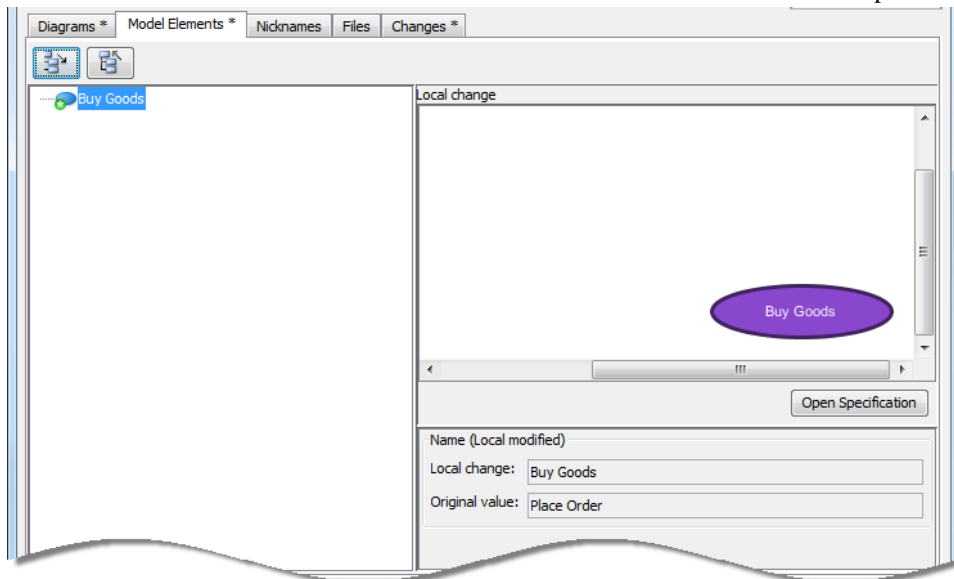 Diagrams * Model Elements * Nicknames Files Changes *
Buy Goods
Local change
Buy Goods
Open Specification
Name (Local modified)
Local change: Buy Goods
Original value: Place Order